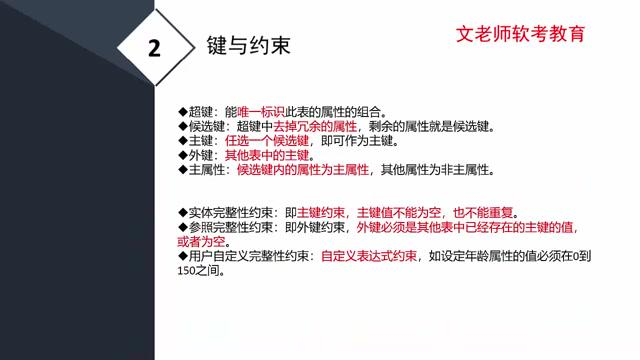 2
键与约束
文老师软考教育
◆超键：能唯一标识此表的属性的组合。
◆候选键：超键中去掉冗余的属性，剩余的属性就是候选键。
◆主键：任选一个候选键，即可作为主键。
◆外键：其他表中的主键。
◆主属性：候选键内的属性为主属性，其他属性为非主属性。
◆实体完整性约束：即主键约束，主键值不能为空，也不能重复。
◆参照完整性约束：即外键约束，外键必须是其他表中已经存在的主键的值，
或者为空。
◆用户自定义完整性约束：自定义表达式约束，如设定年龄属性的值必须在0到
150之间。